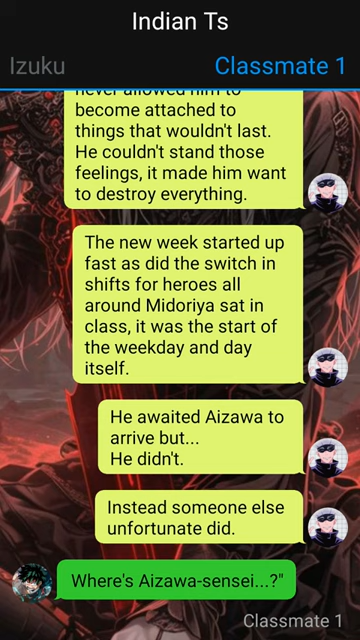 Indian Ts
Izuku
Classmate 1
never allowed him to
become attached to
things that wouldn't last.
He couldn't stand those
feelings, it made him want
to destroy everything.
The new week started up
fast as did the switch in
shifts for heroes all
around Midoriya sat in
class, it was the start of
the weekday and day
itself.
He awaited Aizawa to
arrive but...
He didn't.
Instead someone else
unfortunate did.
Where's Aizawa-sensei...?"
Classmate 1